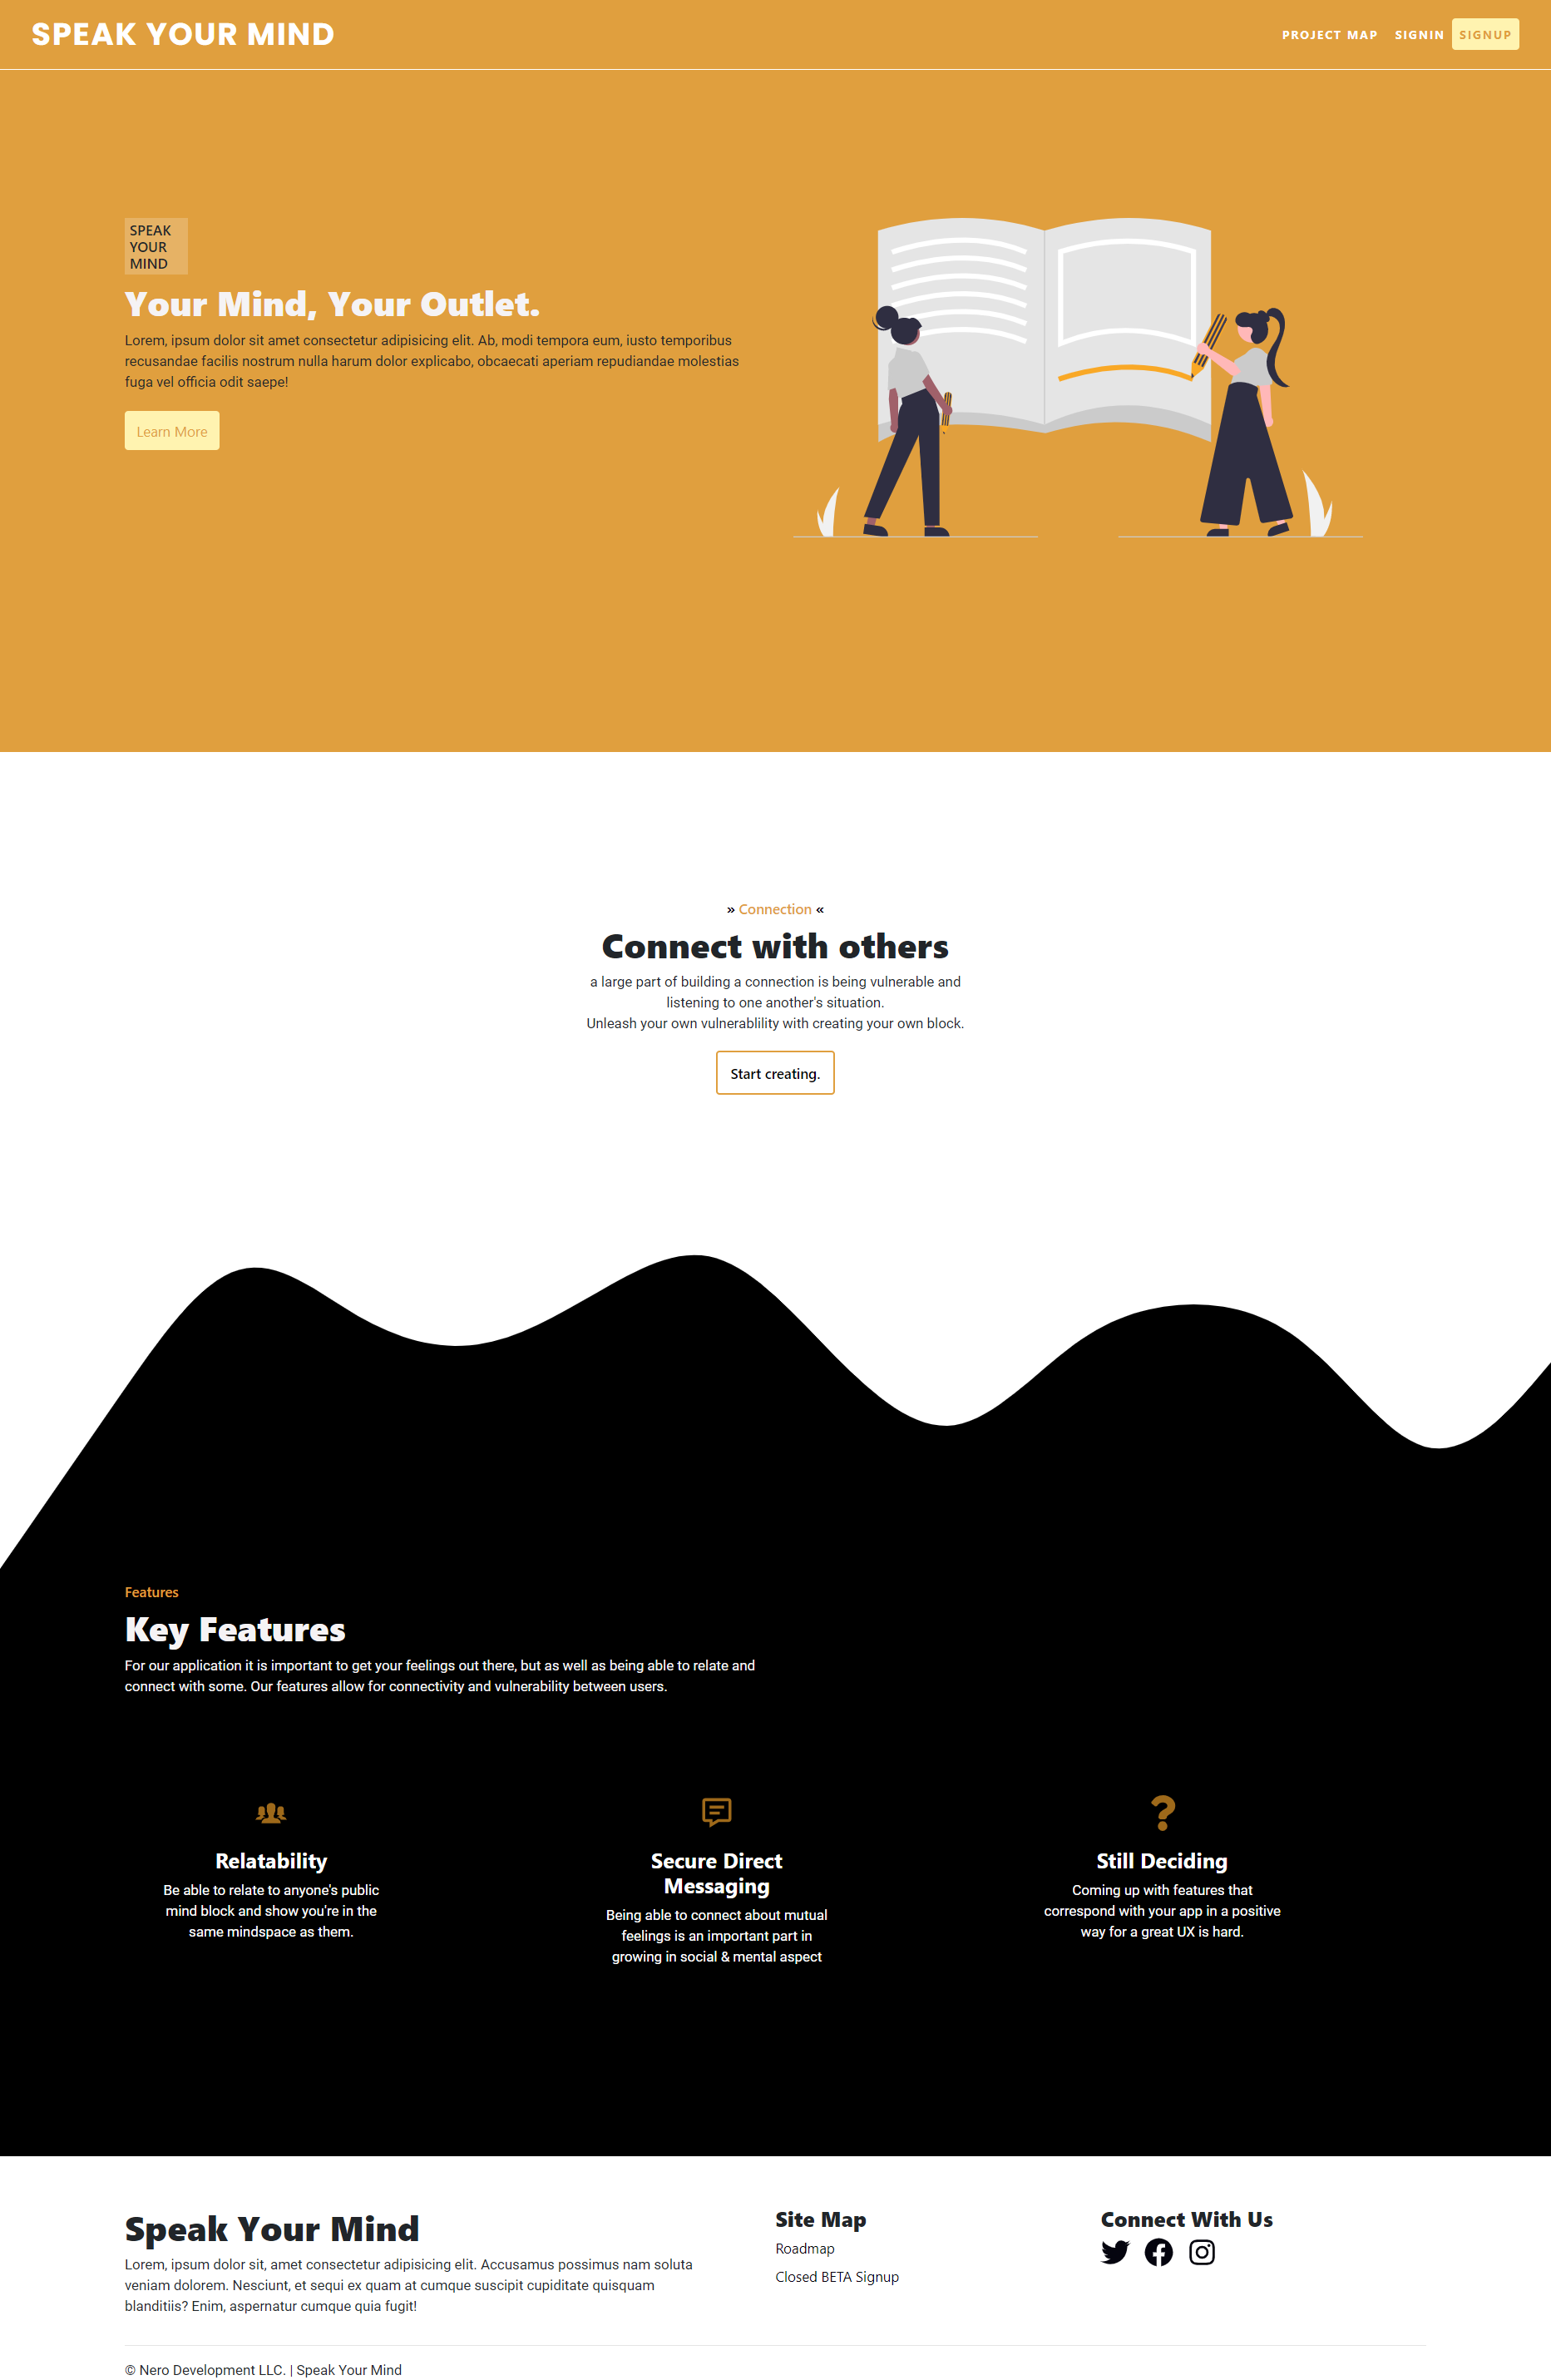 SPEAK YOUR MIND
PROJECT MAP SIGNIN SIGNUP
SPEAK
YOUR
MIND
Your Mind, Your Outlet.
Lorem, ipsum dolor sit amet consectetur adipisicing elit. Ab, modi tempora eum, iusto temporibus
recusandae facilis nostrum nulla harum dolor explicabo, obcaecati aperiam repudiandae molestias
fuga vel officia odit saepe!
Learn More
» Connection «
Connect with others
a large part of building a connection is being vulnerable and
listening to one another's situation.
Unleash your own vulnerablility with creating your own block.
Start creating.
Features
Key Features
For our application it is important to get your feelings out there, but as well as being able to relate and
connect with some. Our features allow for connectivity and vulnerability between users.
Relatability
Be able to relate to anyone's public
mind block and show you're in the
same mindspace as them.
Secure Direct
Messaging
Being able to connect about mutual
feelings is an important part in
growing in social & mental aspect
Still Deciding
Coming up with features that
correspond with your app in a positive
way for a great UX is hard.
Speak Your Mind
Lorem, ipsum dolor sit, amet consectetur adipisicing elit. Accusamus possimus nam soluta
veniam dolorem. Nesciunt, et sequi ex quam at cumque suscipit cupiditate quisquam
blanditiis? Enim, aspernatur cumque quia fugit!
Site Map
Roadmap
Closed BETA Signup
Connect With Us
© Nero Development LLC. | Speak Your Mind